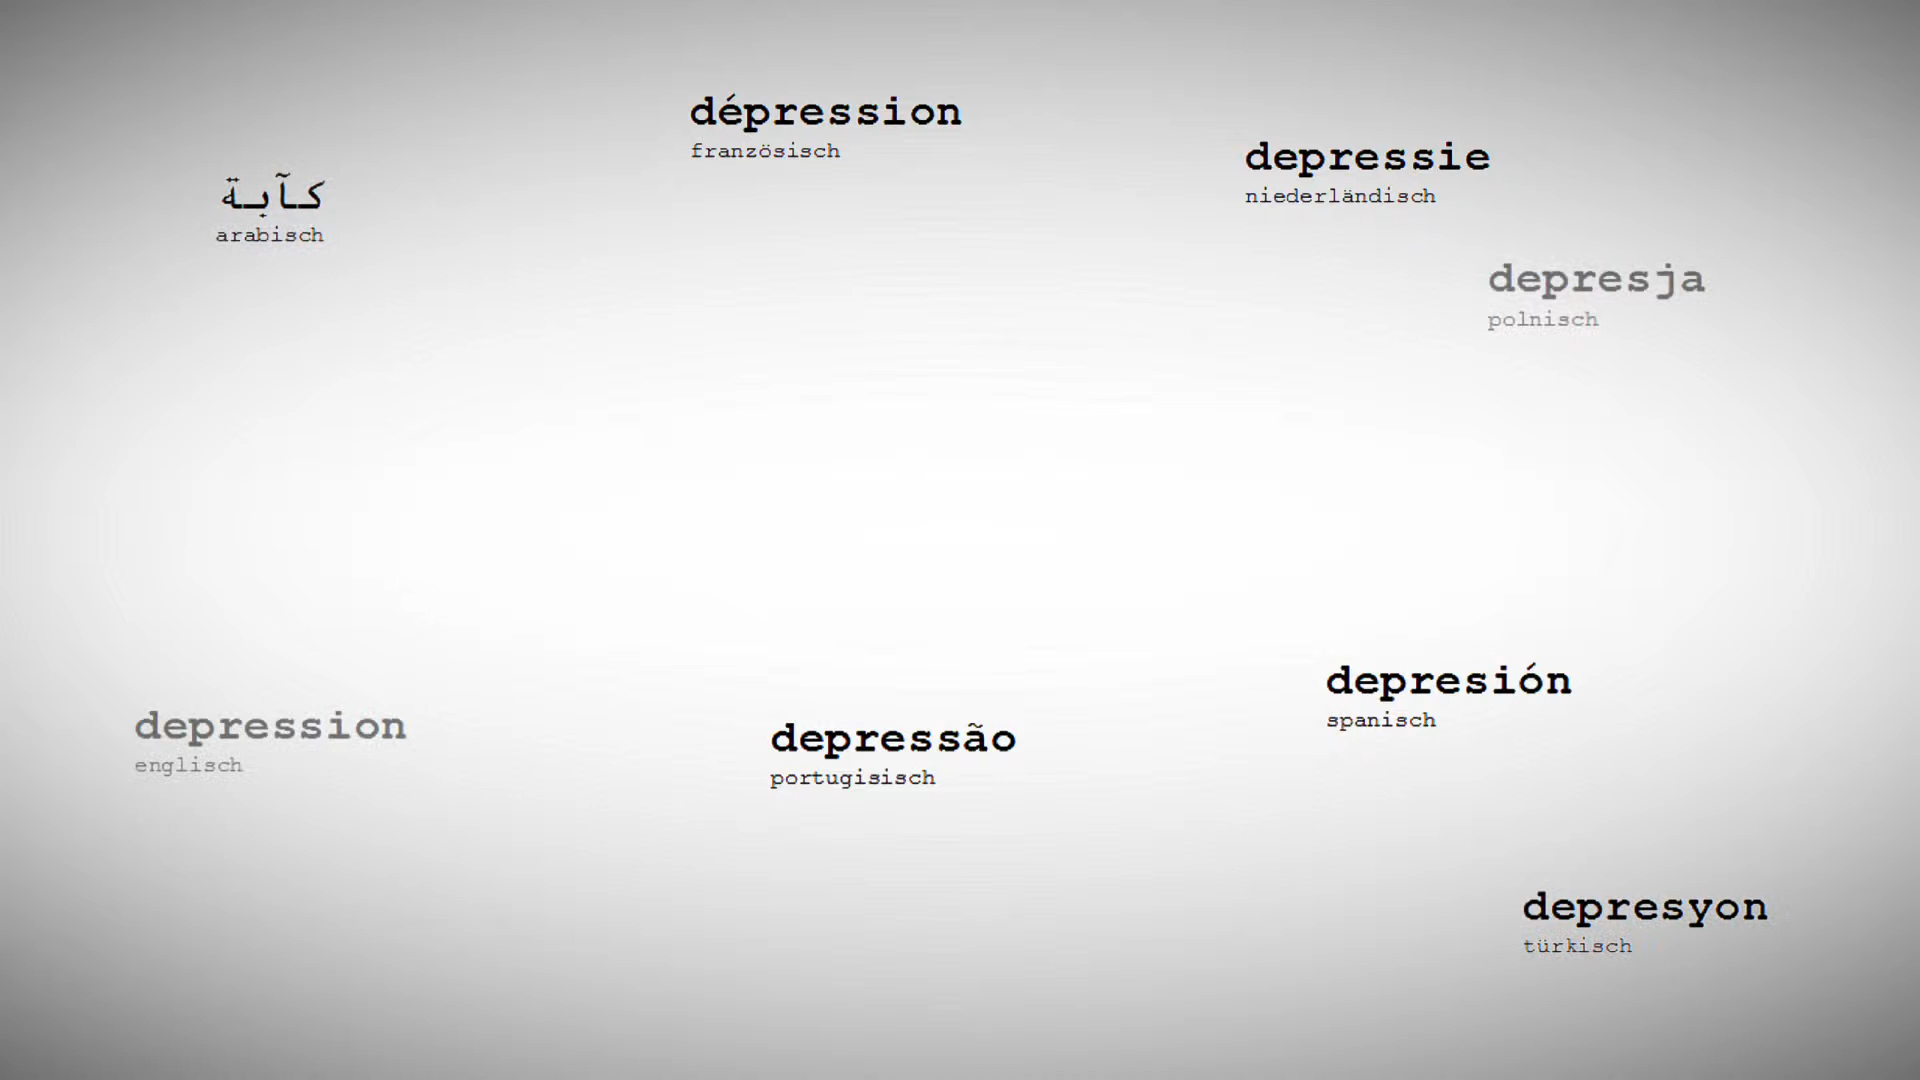 dépression
französisch
depressie
niederländisch
كآبة
arabisch
depresja
polnisch
depresión
spanisch
depression
englisch
depressão
portugisisch
depresyon
türkisch